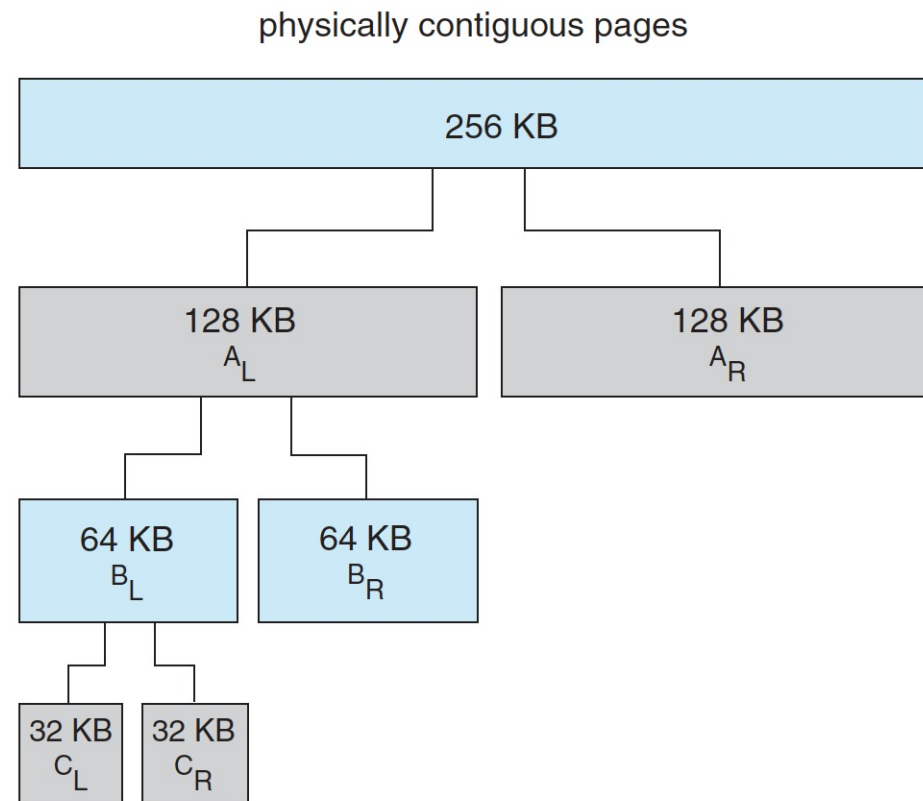 physically contiguous pages
256 KB
128 KB
A_L
128 KB
A_R
64 KB
B_L
64 KB
B_R
32 KB
C_L
32 KB
C_R